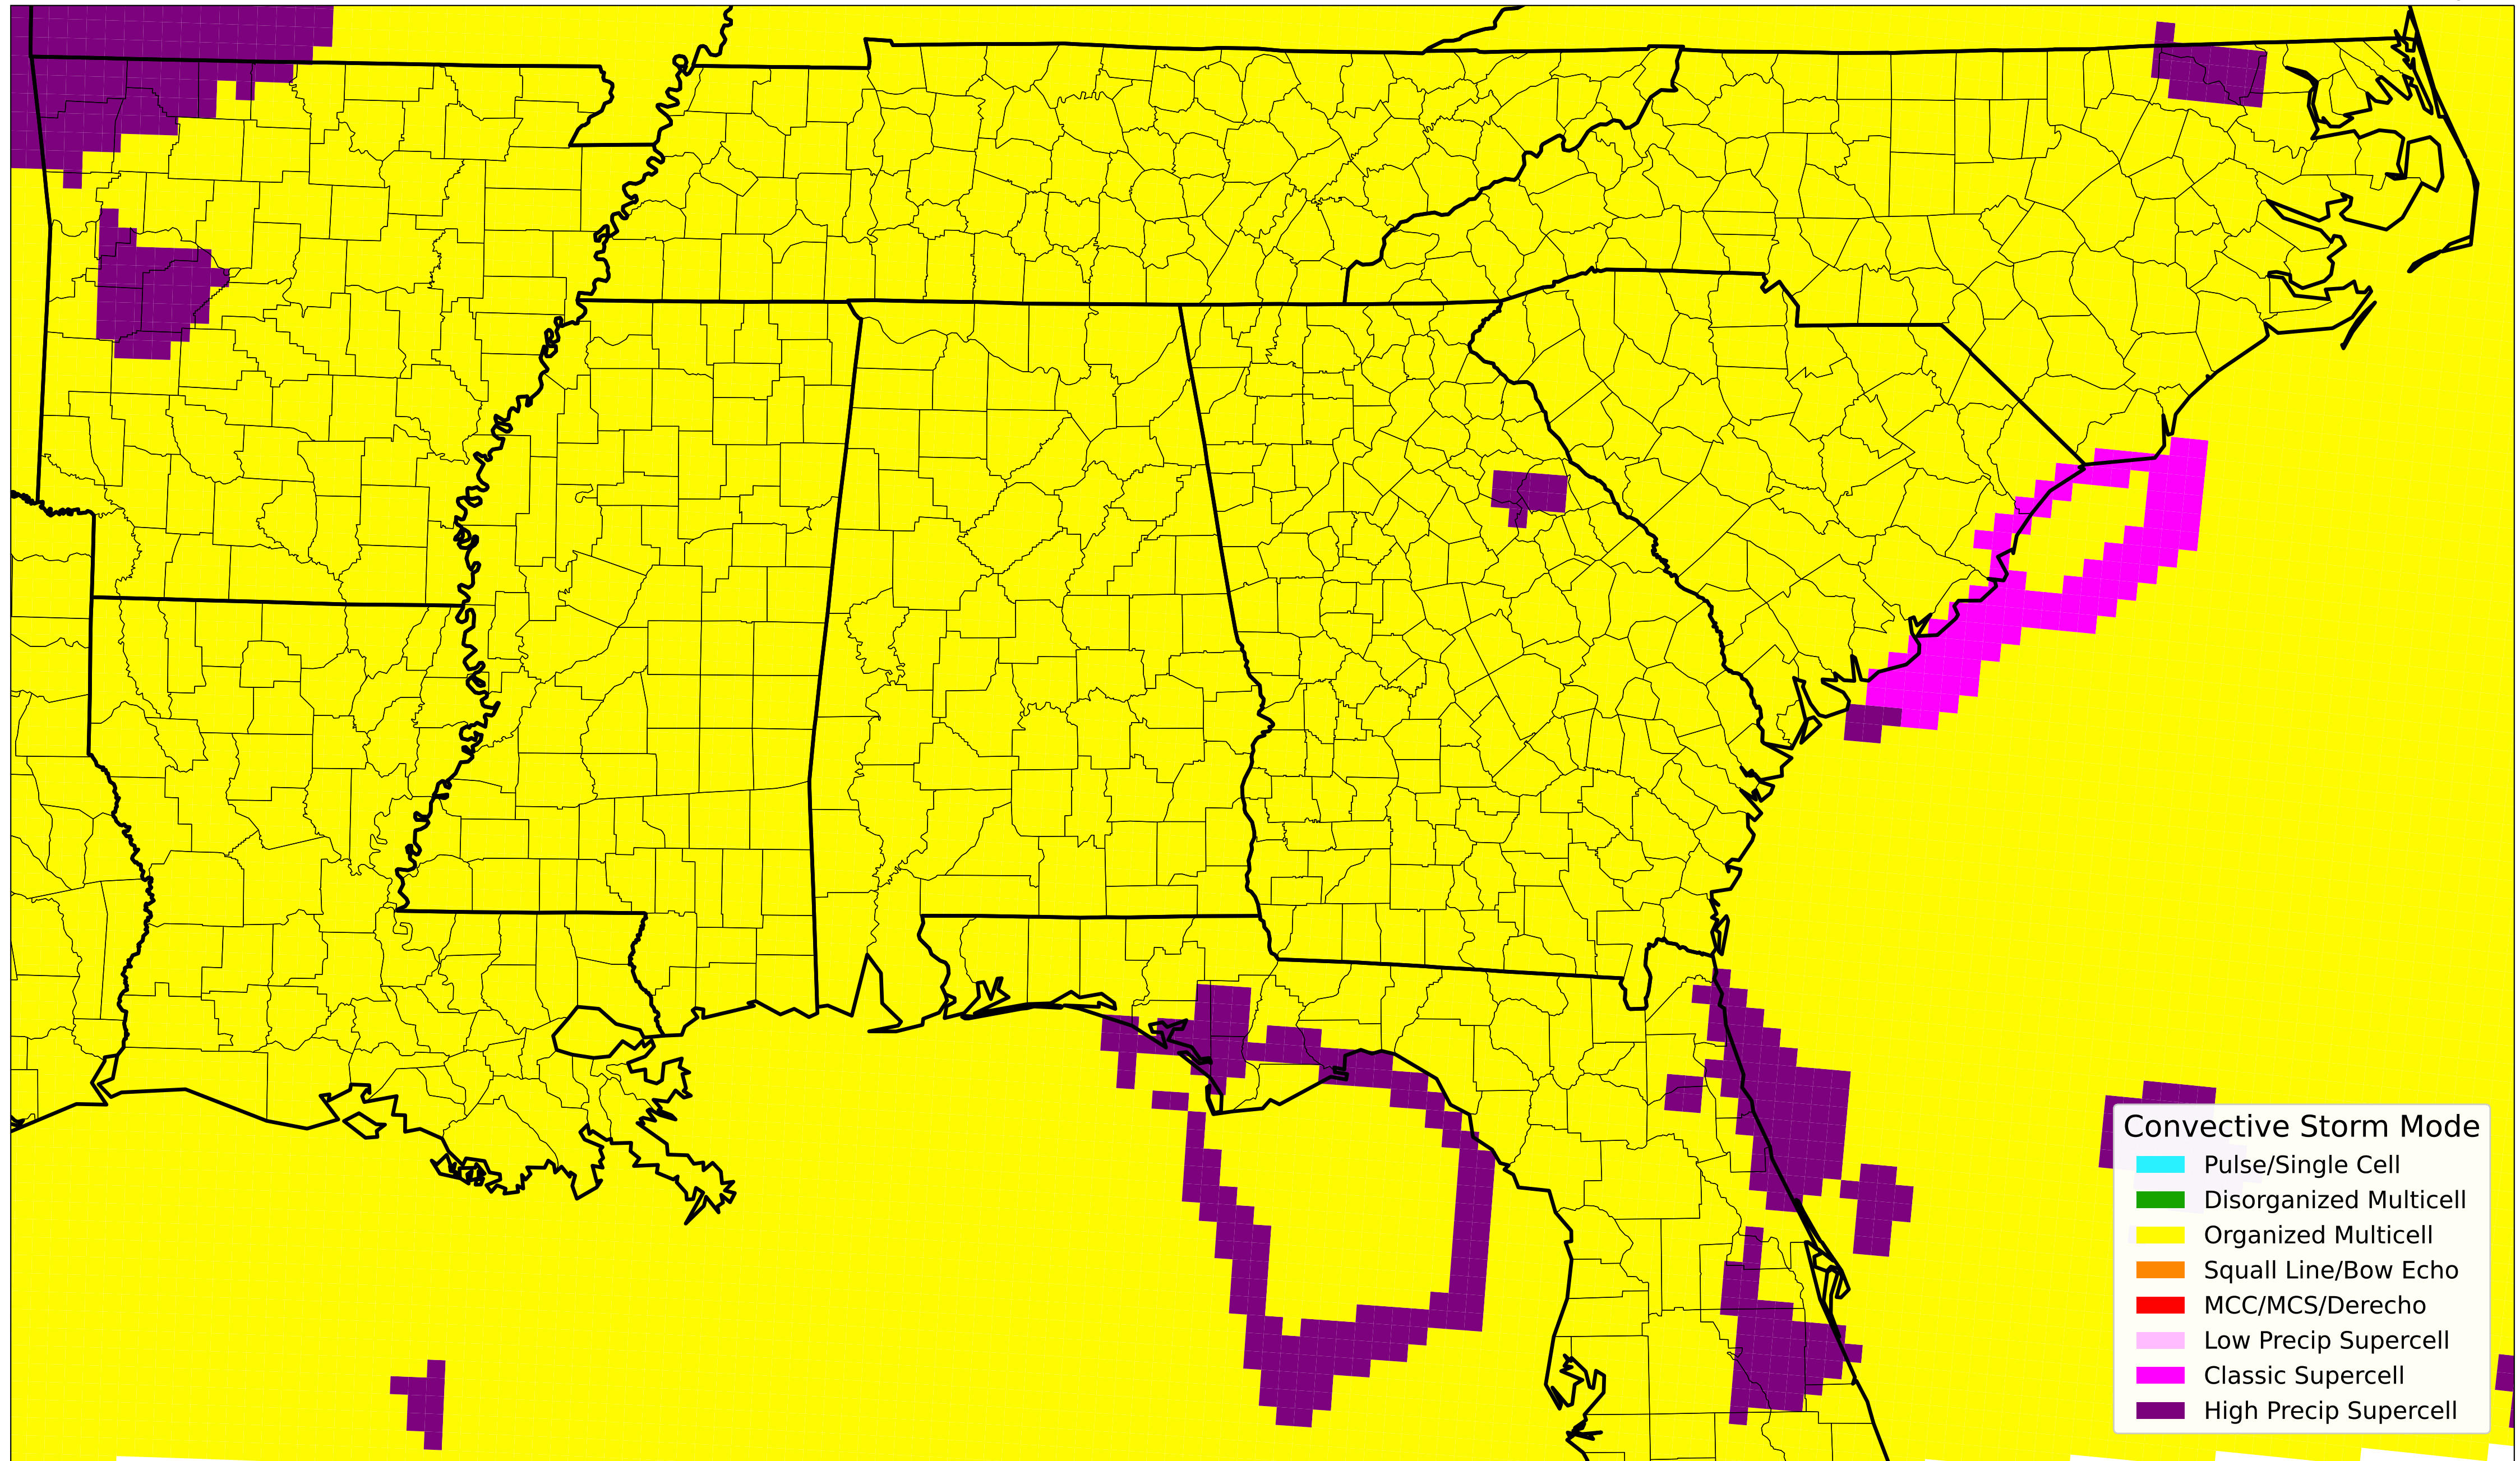 Convective Storm Mode
Pulse/Single Cell
Disorganized Multicell
Organized Multicell
Squall Line/Bow Echo
MCC/MCS/Derecho
Low Precip Supercell
Classic Supercell
High Precip Supercell